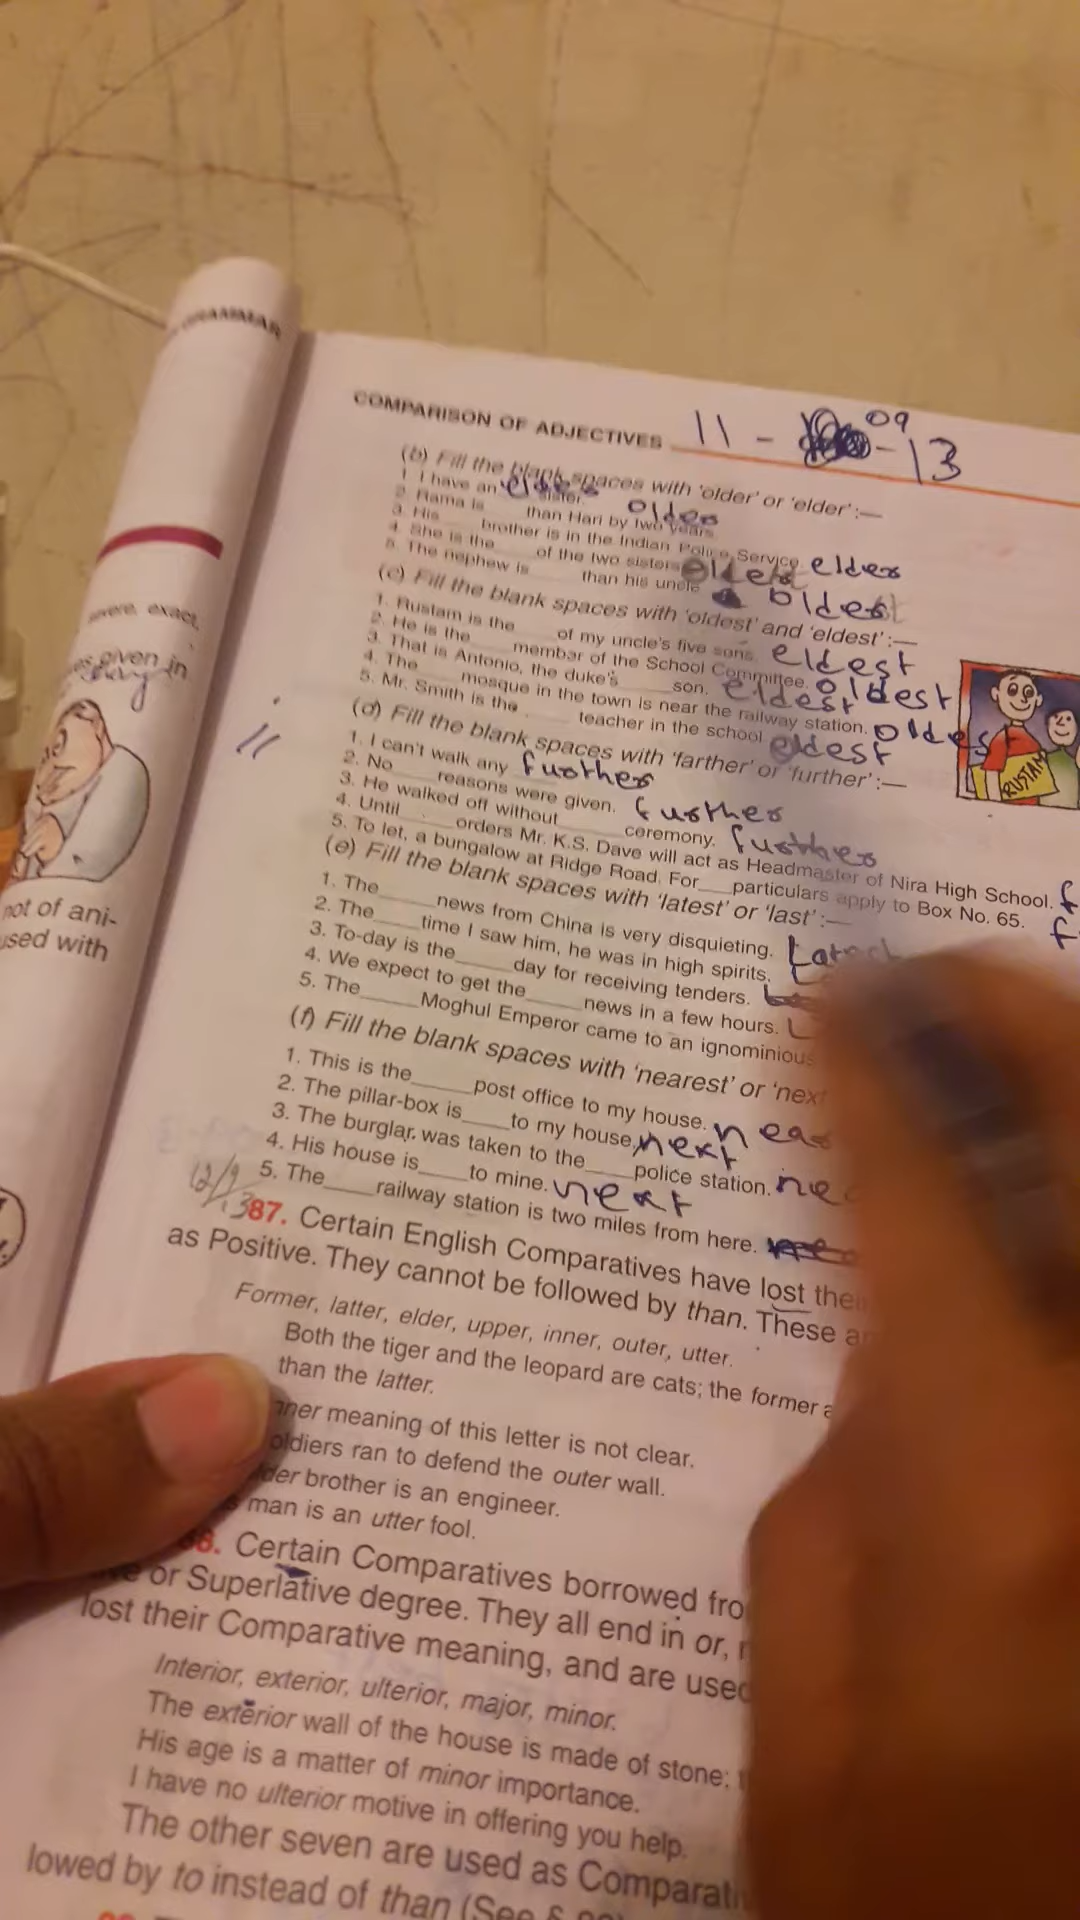 GRAMMAR
COMPARISON OF ADJECTIVES 11 - 09 -13
(b) Fill the blank spaces with 'older' or 'elder' :—
1. I have an elder sister.
2. Rama is ___ than Hari by two years. older
3. His ___ brother is in the Indian Police Service. elder
4. She is the ___ of the two sisters
5. The nephew is ___ than his uncle
(c) Fill the blank spaces with 'oldest' and 'eldest' :—
1. Rustam is the ___ of my uncle's five sons. eldest
2. He is the ___ member of the School Committee. oldest
3. That is Antonio, the duke's ___ son. eldest
4. The ___ mosque in the town is near the railway station.
5. Mr. Smith is the ___ teacher in the school. eldest
(d) Fill the blank spaces with 'farther' or 'further' :—
1. I can't walk any further
2. No ___ reasons were given. further
3. He walked off without ___ ceremony. further
4. Until ___ orders Mr. K.S. Dave will act as Headmaster of Nira High School. f
5. To let, a bungalow at Ridge Road. For ___ particulars apply to Box No. 65. f
(e) Fill the blank spaces with 'latest' or 'last' :—
1. The ___ news from China is very disquieting.
2. The ___ time I saw him, he was in high spirits.
3. To-day is the ___ day for receiving tenders.
4. We expect to get the ___ news in a few hours. L
5. The ___ Moghul Emperor came to an ignominious
(f) Fill the blank spaces with 'nearest' or 'next
1. This is the ___ post office to my house. nea
2. The pillar-box is ___ to my house. next
3. The burglar was taken to the ___ police station. ne
4. His house is ___ to mine. next
5. The ___ railway station is two miles from here.
12/9/13
87. Certain English Comparatives have lost thei
as Positive. They cannot be followed by than. These a
Former, latter, elder, upper, inner, outer, utter.
Both the tiger and the leopard are cats; the former
than the latter.
nner meaning of this letter is not clear.
oldiers ran to defend the outer wall.
lder brother is an engineer.
man is an utter fool.
Certain Comparatives borrowed fro
or Superlative degree. They all end in or,
lost their Comparative meaning, and are used
Interior, exterior, ulterior, major, minor.
The exterior wall of the house is made of stone;
His age is a matter of minor importance.
I have no ulterior motive in offering you help.
The other seven are used as Comparati
lowed by to instead of than (See §
severe, exact,
given in
not of ani-
used with
RUSTAM